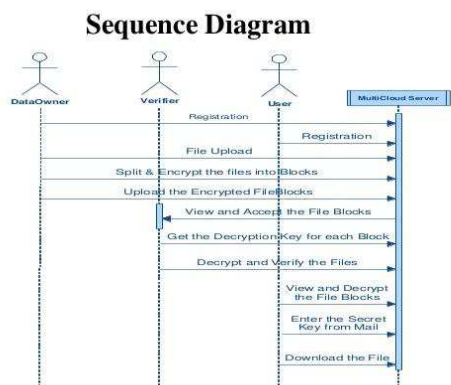 Sequence Diagram
DataOwner
Verifier
User
MultiCloud Server
Registration
Registration
File Upload
Split & Encrypt the files into Blocks
Upload the Encrypted FileBlocks
View and Accept the File Blocks
Get the Decryption Key for each Block
Decrypt and Verify the Files
View and Decrypt
the File Blocks
Enter the Secret
Key from Mail
Download the File